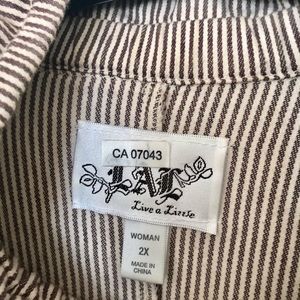 CA 07043
LAL
Live a Little
WOMAN
2X
MADE IN
CHINA